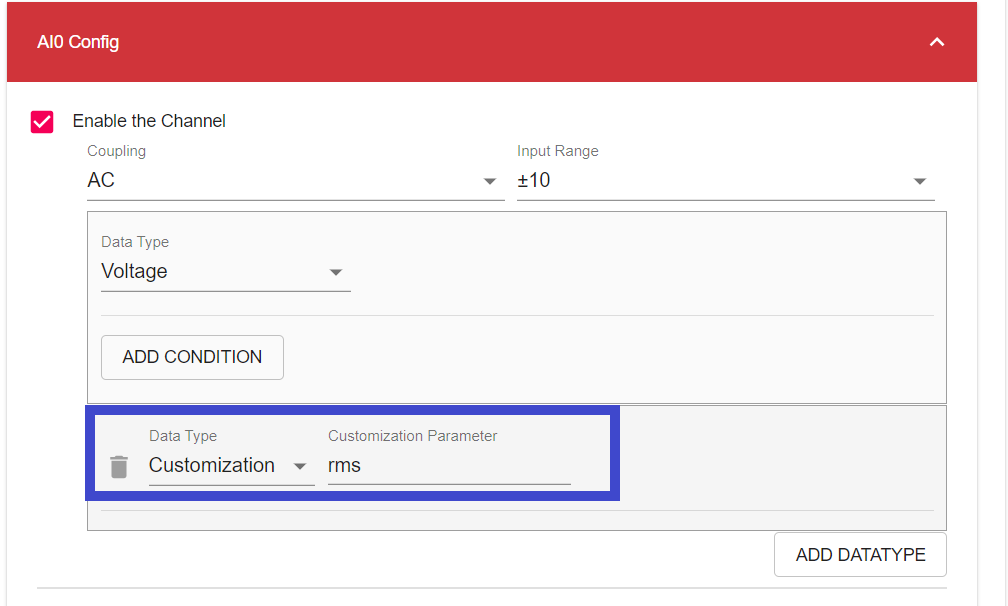 AI0 Config
Enable the Channel
Coupling
Input Range
AC
±10
Data Type
Voltage
ADD CONDITION
Data Type
Customization Parameter
Customization
rms
ADD DATATYPE